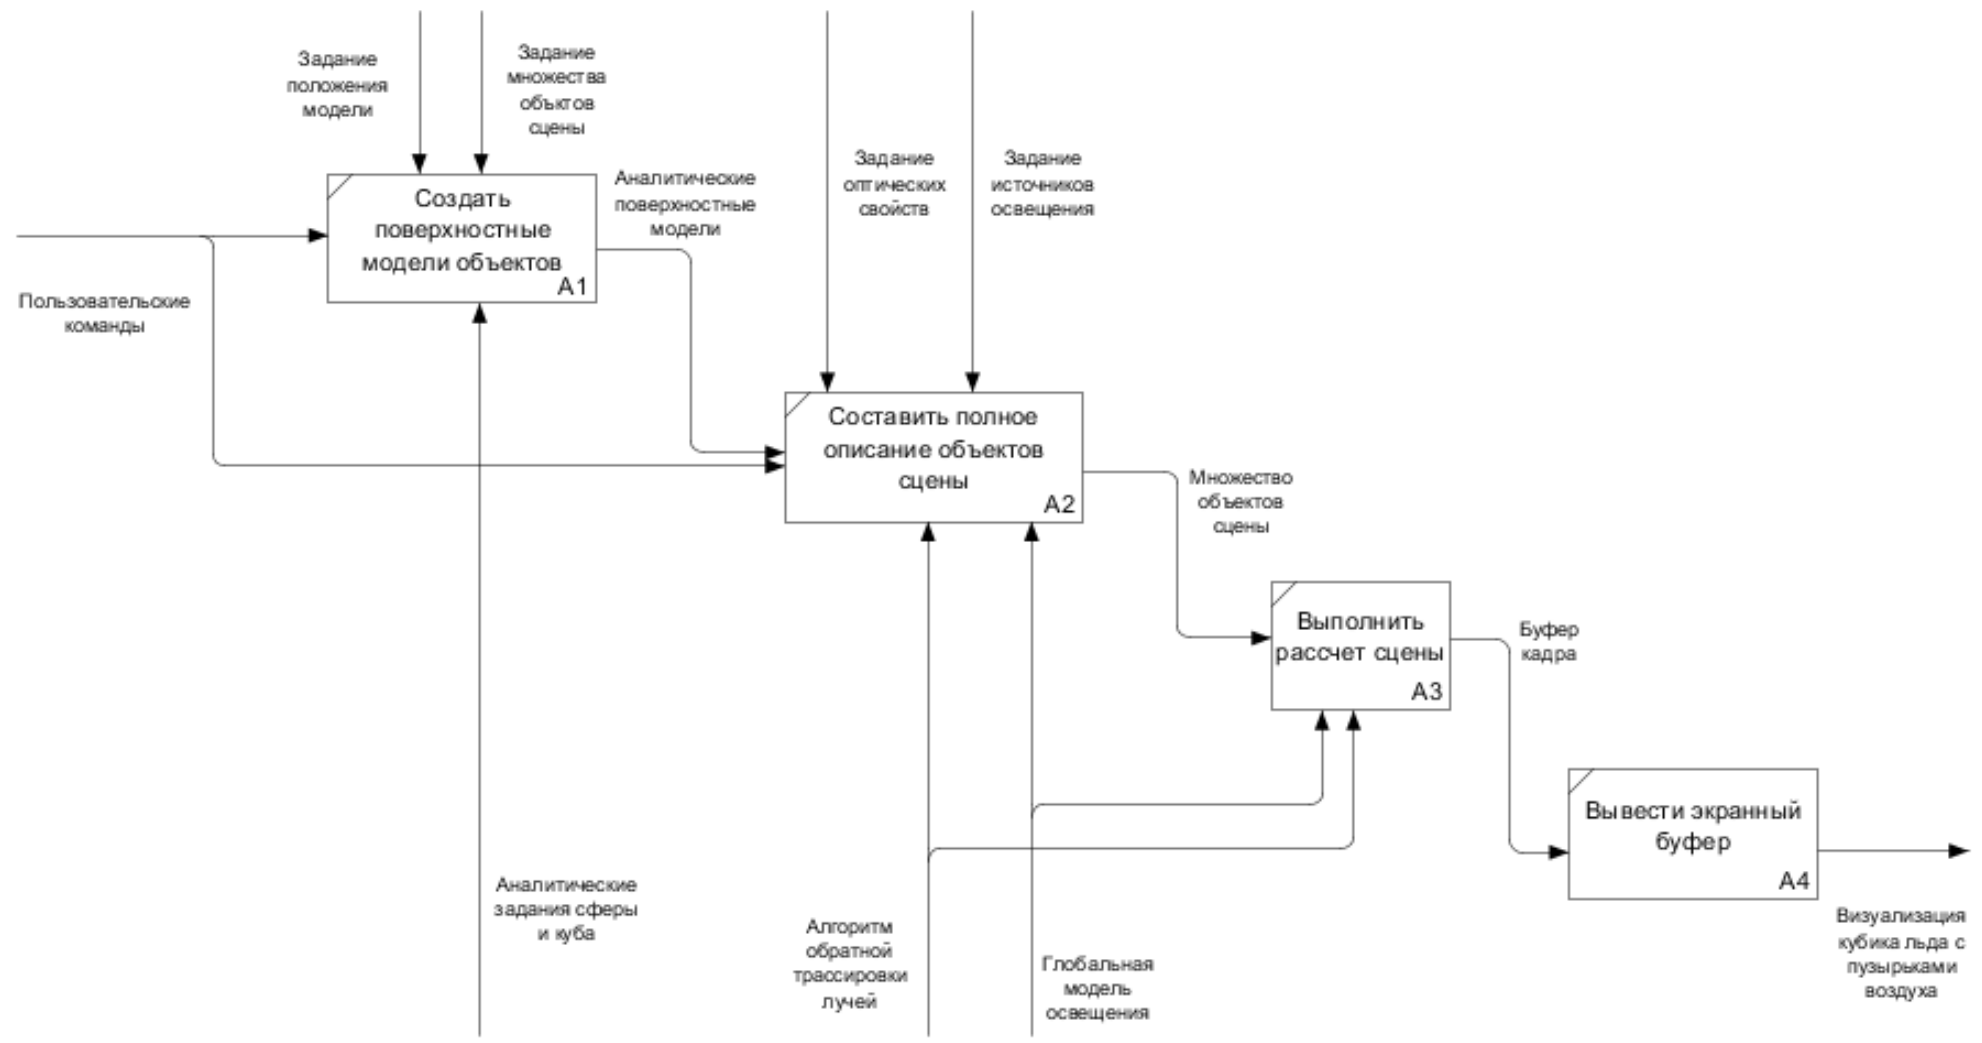 Задание
положения
модели
Задание
множества
объктов
сцены
Задание
оптических
свойств
Задание
источников
освещения
Создать
поверхностные
модели объектов
A1
Аналитические
поверхностные
модели
Пользовательские
команды
Составить полное
описание объектов
сцены
A2
Множество
объектов
сцены
Выполнить
рассчет сцены
A3
Буфер
кадра
Вывести экранный
буфер
A4
Аналитические
задания сферы
и куба
Алгоритм
обратной
трассировки
лучей
Глобальная
модель
освещения
Визуализация
кубика льда с
пузырьками
воздуха